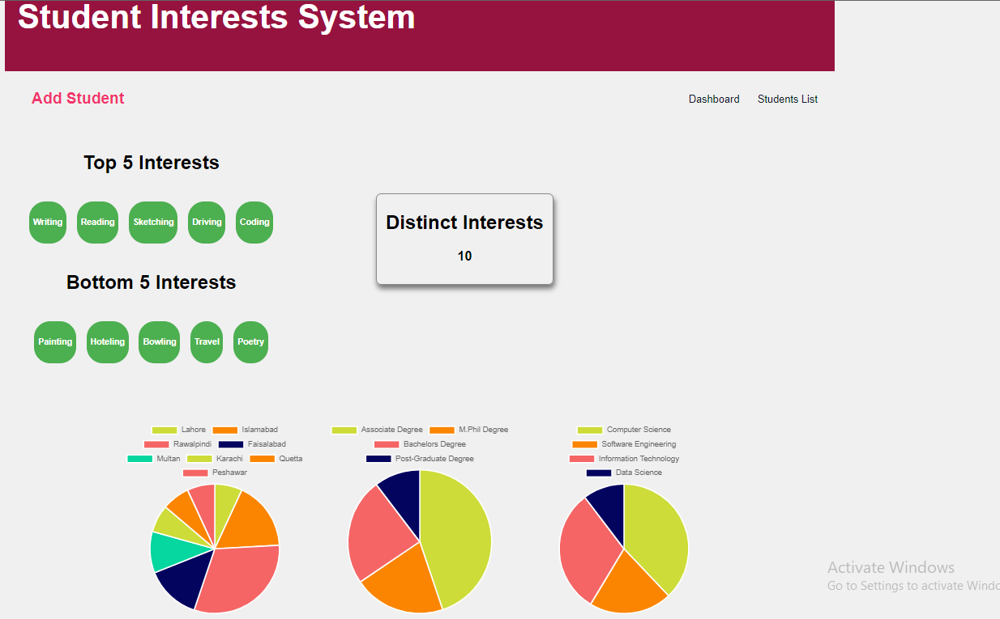 Student Interests System
Add Student
Dashboard Students List
Top 5 Interests
Writing Reading Sketching Driving Coding
Distinct Interests
10
Bottom 5 Interests
Painting Hoteling Bowling Travel Poetry
Lahore Islamabad
Rawalpindi Faisalabad
Multan Karachi Quetta
Peshawar
Associate Degree M.Phil Degree
Bachelors Degree
Post-Graduate Degree
Computer Science
Software Engineering
Information Technology
Data Science
Activate Windows
Go to Settings to activate Windo